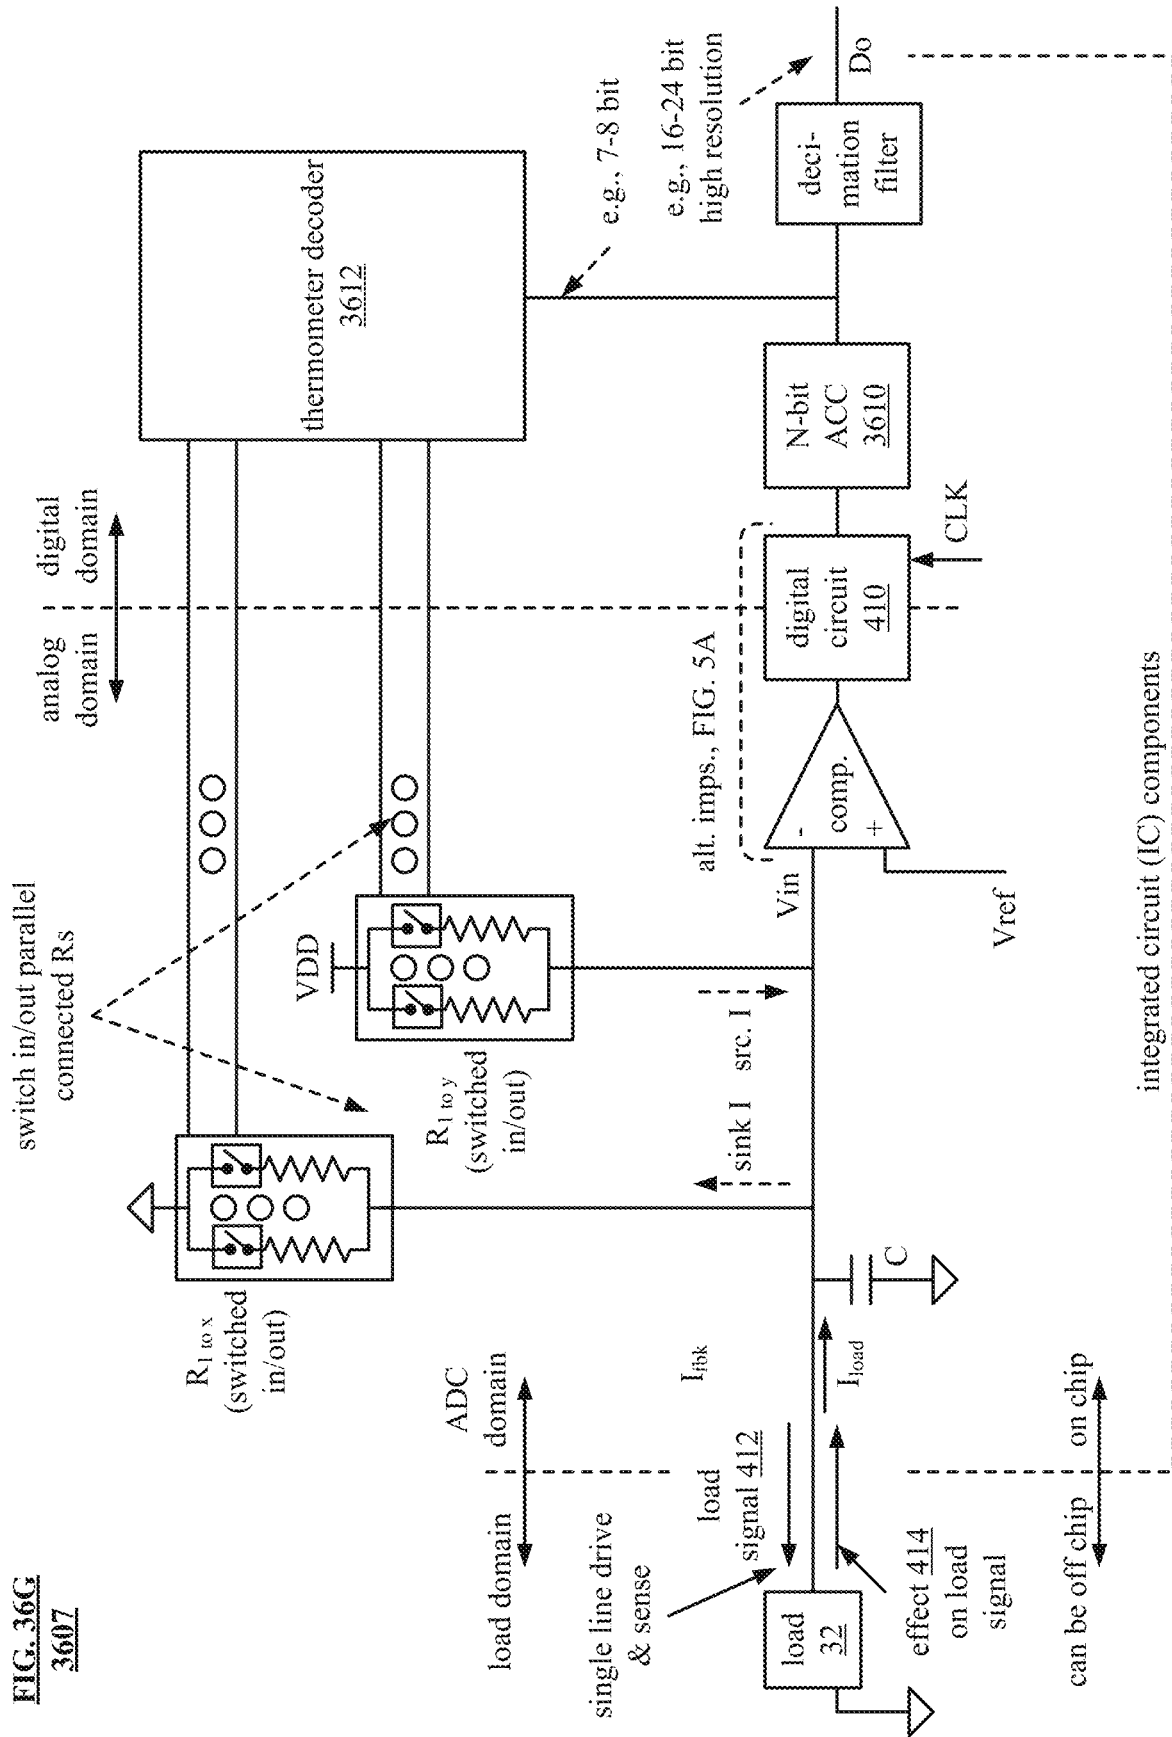 FIG. 36G
3607
load domain
ADC
domain
single line drive
& sense
load
signal 412
load
32
effect 414
on load
signal
can be off chip
on chip
I_load
I_fbk
C
R_1 to x
(switched
in/out)
switch in/out parallel
connected Rs
VDD
R_1 to y
(switched
in/out)
sink I
src. I
Vin
Vref
-
+
comp.
alt. imps., FIG. 5A
analog
domain
digital
domain
digital
circuit
410
CLK
N-bit
ACC
3610
thermometer decoder
3612
e.g., 7-8 bit
e.g., 16-24 bit
high resolution
deci-
mation
filter
Do
integrated circuit (IC) components